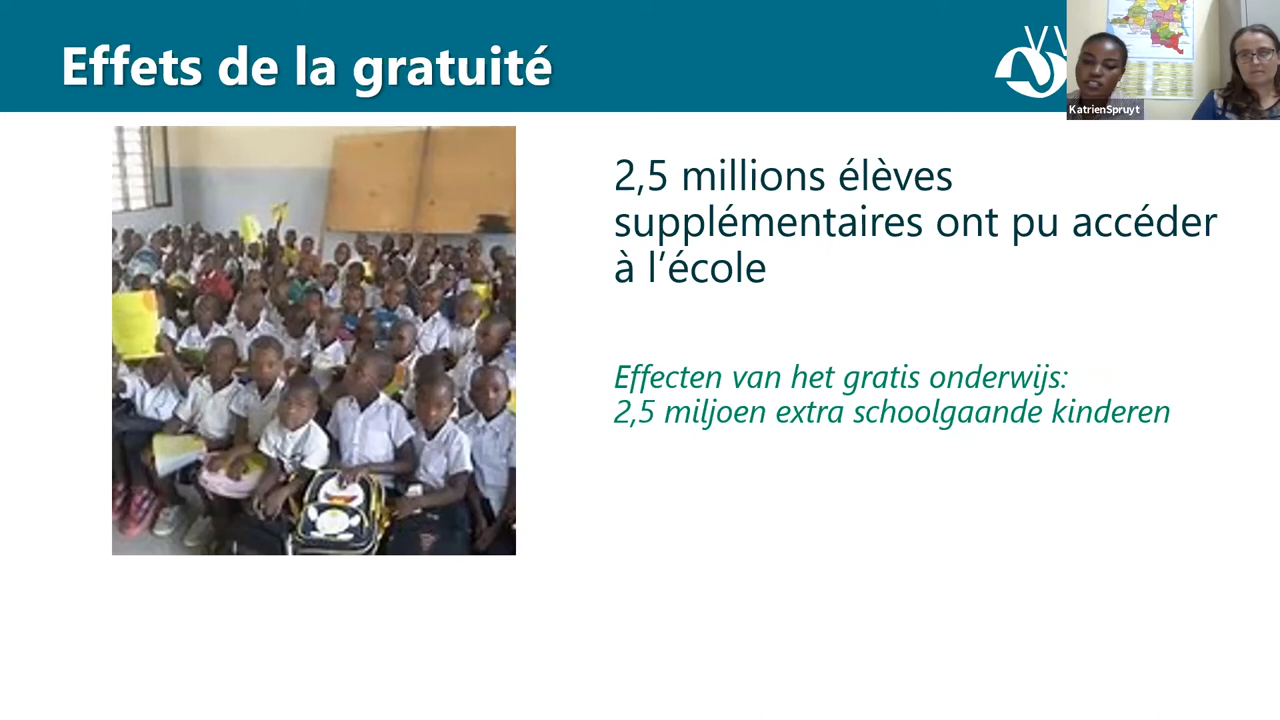 Effets de la gratuité
KatrienSpruyt
2,5 millions élèves
supplémentaires ont pu accéder
à l’école
Effecten van het gratis onderwijs:
2,5 miljoen extra schoolgaande kinderen